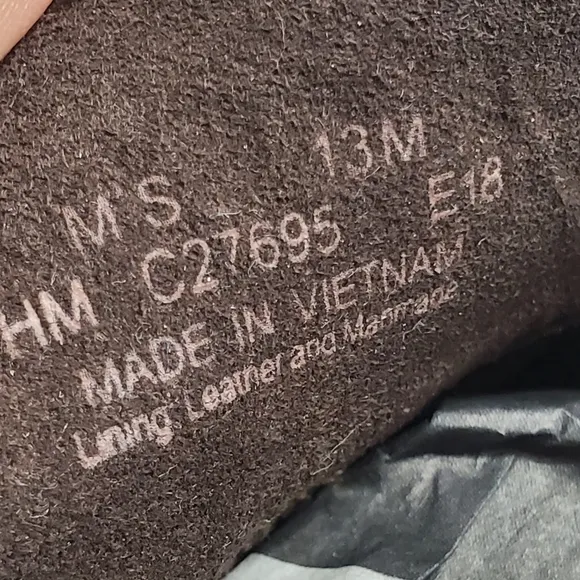 M'S 13M
HM C27695 E18
MADE IN VIETNAM
Lining: Leather and Manmade